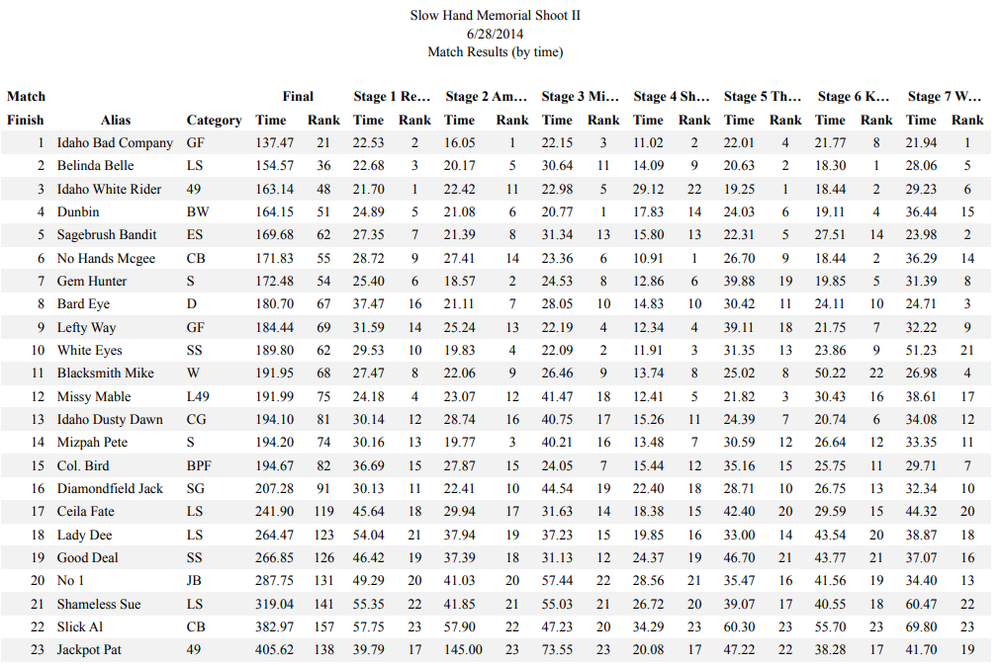 Slow Hand Memorial Shoot II
6/28/2014
Match Results (by time)
Match Final Stage 1 Re... Stage 2 Am... Stage 3 Mi... Stage 4 Sh... Stage 5 Th... Stage 6 K... Stage 7 W...
Finish Alias Category Time Rank Time Rank Time Rank Time Rank Time Rank Time Rank Time Rank Time Rank
1 Idaho Bad Company GF 137.47 21 22.53 2 16.05 1 22.15 3 11.02 2 22.01 4 21.77 8 21.94 1
2 Belinda Belle LS 154.57 36 22.68 3 20.17 5 30.64 11 14.09 9 20.63 2 18.30 1 28.06 5
3 Idaho White Rider 49 163.14 48 21.70 1 22.42 11 22.98 5 29.12 22 19.25 1 18.44 2 29.23 6
4 Dunbin BW 164.15 51 24.89 5 21.08 6 20.77 1 17.83 14 24.03 6 19.11 4 36.44 15
5 Sagebrush Bandit ES 169.68 62 27.35 7 21.39 8 31.34 13 15.80 13 22.31 5 27.51 14 23.98 2
6 No Hands Mcgee CB 171.83 55 28.72 9 27.41 14 23.36 6 10.91 1 26.70 9 18.44 2 36.29 14
7 Gem Hunter S 172.48 54 25.40 6 18.57 2 24.53 8 12.86 6 39.88 19 19.85 5 31.39 8
8 Bard Eye D 180.70 67 37.47 16 21.11 7 28.05 10 14.83 10 30.42 11 24.11 10 24.71 3
9 Lefty Way GF 184.44 69 31.59 14 25.24 13 22.19 4 12.34 4 39.11 18 21.75 7 32.22 9
10 White Eyes SS 189.80 62 29.53 10 19.83 4 22.09 2 11.91 3 31.35 13 23.86 9 51.23 21
11 Blacksmith Mike W 191.95 68 27.47 8 22.06 9 26.46 9 13.74 8 25.02 8 50.22 22 26.98 4
12 Missy Mable L49 191.99 75 24.18 4 23.07 12 41.47 18 12.41 5 21.82 3 30.43 16 38.61 17
13 Idaho Dusty Dawn CG 194.10 81 30.14 12 28.74 16 40.75 17 15.26 11 24.39 7 20.74 6 34.08 12
14 Mizpah Pete S 194.20 74 30.16 13 19.77 3 40.21 16 13.48 7 30.59 12 26.64 12 33.35 11
15 Col. Bird BPF 194.67 82 36.69 15 27.87 15 24.05 7 15.44 12 35.16 15 25.75 11 29.71 7
16 Diamondfield Jack SG 207.28 91 30.13 11 22.41 10 44.54 19 22.40 18 28.71 10 26.75 13 32.34 10
17 Ceila Fate LS 241.90 119 45.64 18 29.94 17 31.63 14 18.38 15 42.40 20 29.59 15 44.32 20
18 Lady Dee LS 264.47 123 54.04 21 37.94 19 37.23 15 19.85 16 33.00 14 43.54 20 38.87 18
19 Good Deal SS 266.85 126 46.42 19 37.39 18 31.13 12 24.37 19 46.70 21 43.77 21 37.07 16
20 No 1 JB 287.75 131 49.29 20 41.03 20 57.44 22 28.56 21 35.47 16 41.56 19 34.40 13
21 Shameless Sue LS 319.04 141 55.35 22 41.85 21 55.03 21 26.72 20 39.07 17 40.55 18 60.47 22
22 Slick Al CB 382.97 157 57.75 23 57.90 22 47.23 20 34.29 23 60.30 23 55.70 23 69.80 23
23 Jackpot Pat 49 405.62 138 39.79 17 145.00 23 73.55 23 20.08 17 47.22 22 38.28 17 41.70 19